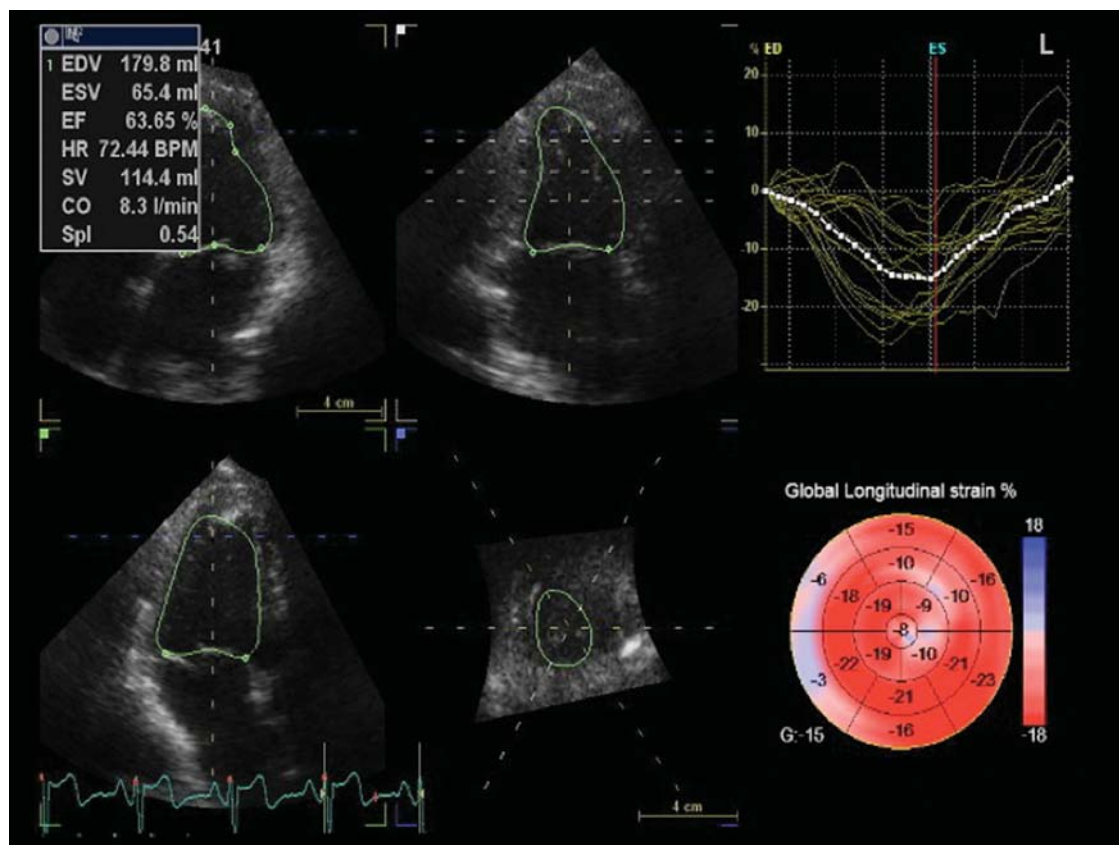 41
1 EDV 179.8 ml
ESV 65.4 ml
EF 63.65 %
HR 72.44 BPM
SV 114.4 ml
CO 8.3 l/min
Spl 0.54
4 cm
% ED ES L
20
10
0
-10
-20
4 cm
Global Longitudinal strain %
18
-15
-6 -10 -16
-18 -10
-19 -9
-8
-19 -10
-22 -21
-3 -21 -23
G:-15 -16
-18